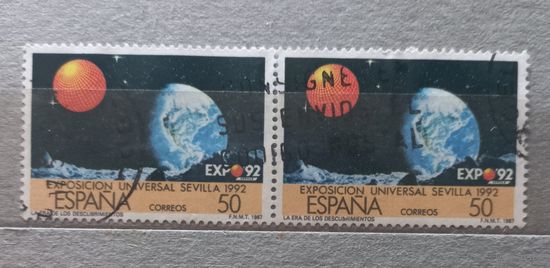 EXPO 92
EXPOSICION UNIVERSAL SEVILLA 1992
ESPAÑA CORREOS 50
LA ERA DE LOS DESCUBRIMIENTOS F.N.M.T. 1987
EXPO 92
EXPOSICION UNIVERSAL SEVILLA 1992
ESPAÑA CORREOS 50
LA ERA DE LOS DESCUBRIMIENTOS F.N.M.T. 1987